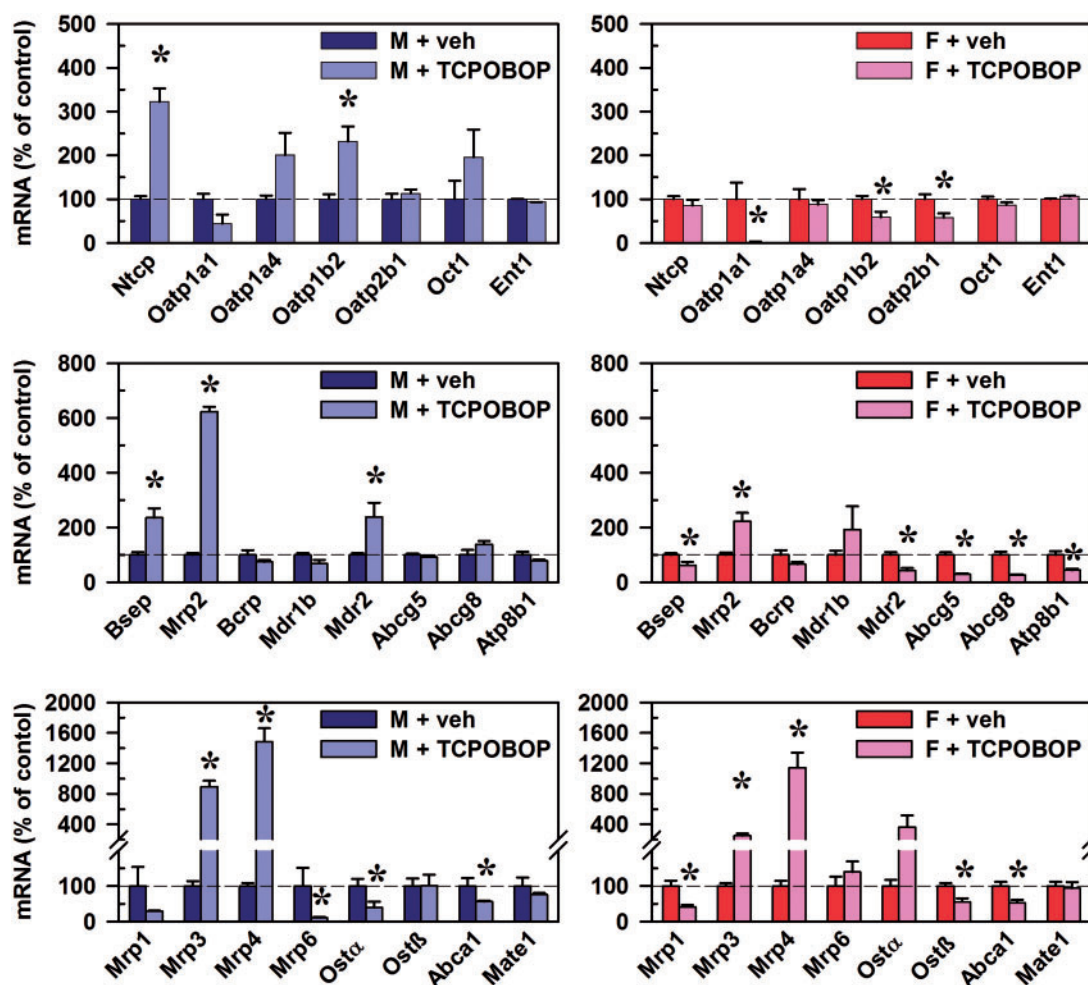 mRNA (% of control)
500
400
300
200
100
0
M + veh
M + TCPOBOP
*
*
Ntcp
Oatp1a1
Oatp1a4
Oatp1b2
Oatp2b1
Oct1
Ent1
500
400
300
200
100
0
F + veh
F + TCPOBOP
*
*
*
Ntcp
Oatp1a1
Oatp1a4
Oatp1b2
Oatp2b1
Oct1
Ent1
mRNA (% of control)
800
600
400
200
0
M + veh
M + TCPOBOP
*
*
*
Bsep
Mrp2
Bcrp
Mdr1b
Mdr2
Abcg5
Abcg8
Atp8b1
800
600
400
200
0
F + veh
F + TCPOBOP
*
*
*
*
*
*
Bsep
Mrp2
Bcrp
Mdr1b
Mdr2
Abcg5
Abcg8
Atp8b1
mRNA (% of contol)
2000
1600
1200
800
400
100
0
M + veh
M + TCPOBOP
*
*
*
*
*
Mrp1
Mrp3
Mrp4
Mrp6
Ostα
Ostß
Abca1
Mate1
2000
1600
1200
800
400
100
0
F + veh
F + TCPOBOP
*
*
*
*
*
Mrp1
Mrp3
Mrp4
Mrp6
Ostα
Ostß
Abca1
Mate1